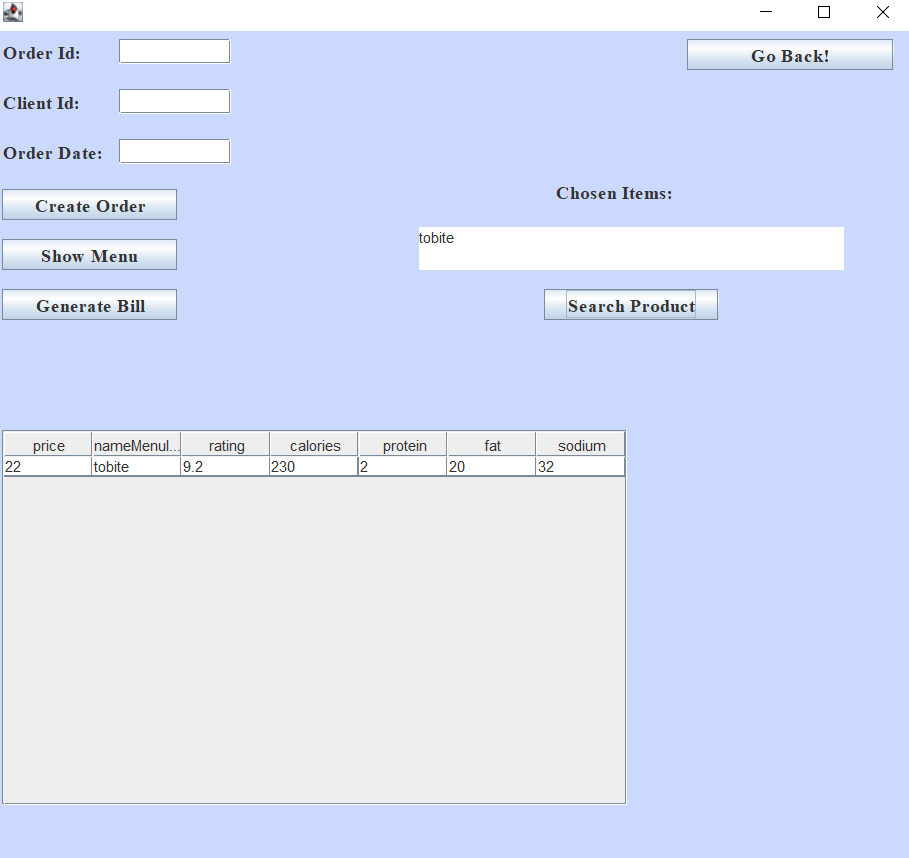 Order Id:
Go Back!
Client Id:
Order Date:
Chosen Items:
Create Order
tobite
Show Menu
Generate Bill
Search Product
price nameMenuI... rating calories protein fat sodium
22 tobite 9.2 230 2 20 32